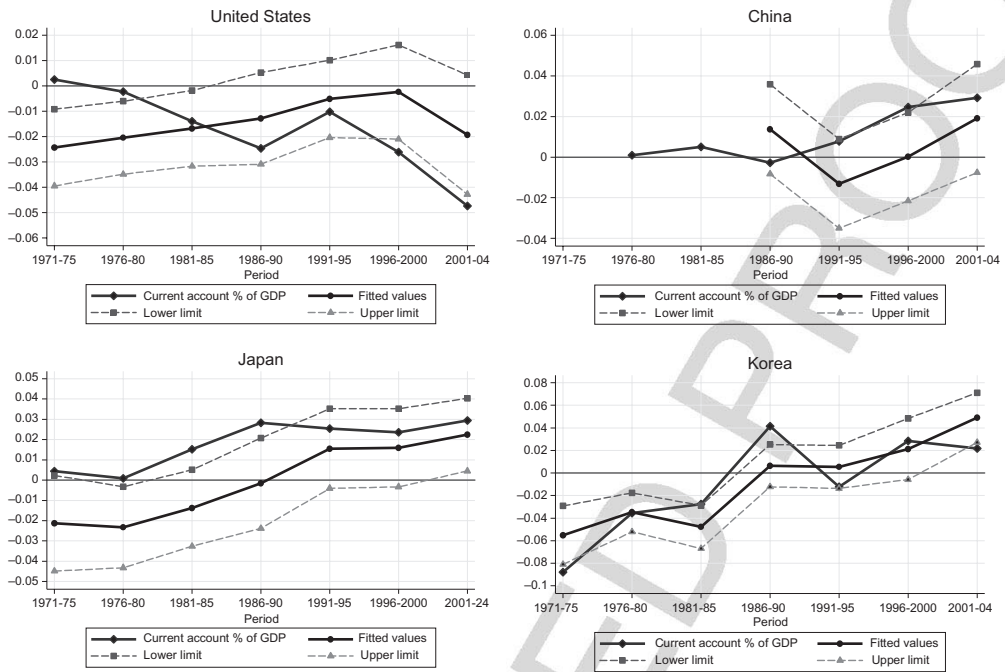 United States
0.02
0.01
0
–0.01
–0.02
–0.03
–0.04
–0.05
–0.06
1971-75 1976-80 1981-85 1986-90 1991-95 1996-2000 2001-04
Period
Current account % of GDP Fitted values
Lower limit Upper limit
China
0.06
0.04
0.02
0
–0.02
–0.04
1971-75 1976-80 1981-85 1986-90 1991-95 1996-2000 2001-04
Period
Current account % of GDP Fitted values
Lower limit Upper limit
Japan
0.05
0.04
0.03
0.02
0.01
0
–0.01
–0.02
–0.03
–0.04
–0.05
1971-75 1976-80 1981-85 1986-90 1991-95 1996-2000 2001-24
Period
Current account % of GDP Fitted values
Lower limit Upper limit
Korea
0.08
0.06
0.04
0.02
0
–0.02
–0.04
–0.06
–0.08
–0.1
1971-75 1976-80 1981-85 1986-90 1991-95 1996-2000 2001-04
Period
Current account % of GDP Fitted values
Lower limit Upper limit
ED PROO